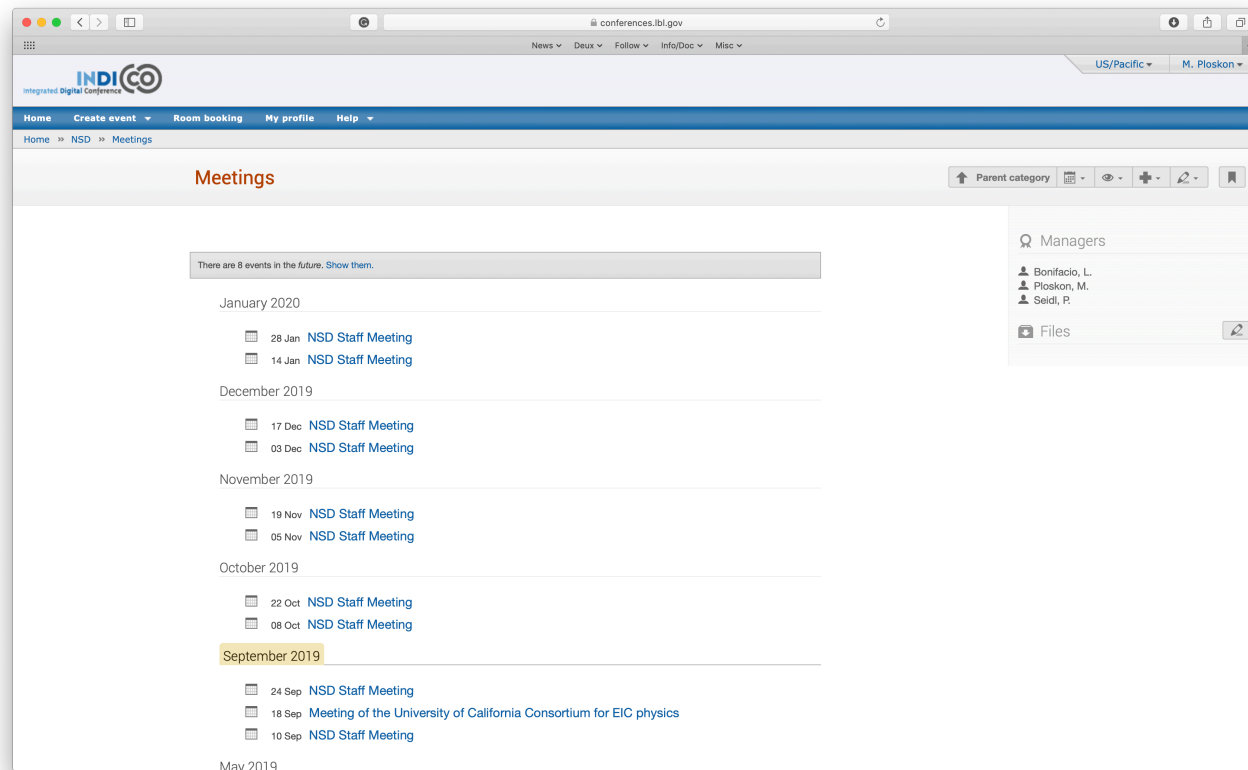 conferences.lbl.gov
News Deux Follow Info/Doc Misc
INDICO
Integrated Digital Conference
US/Pacific M. Ploskon
Home Create event Room booking My profile Help
Home » NSD » Meetings
Meetings
Parent category
There are 8 events in the future. Show them.
January 2020
28 Jan NSD Staff Meeting
14 Jan NSD Staff Meeting
December 2019
17 Dec NSD Staff Meeting
03 Dec NSD Staff Meeting
November 2019
19 Nov NSD Staff Meeting
05 Nov NSD Staff Meeting
October 2019
22 Oct NSD Staff Meeting
08 Oct NSD Staff Meeting
September 2019
24 Sep NSD Staff Meeting
18 Sep Meeting of the University of California Consortium for EIC physics
10 Sep NSD Staff Meeting
May 2019
Managers
Bonifacio, L.
Ploskon, M.
Seidl, P.
Files